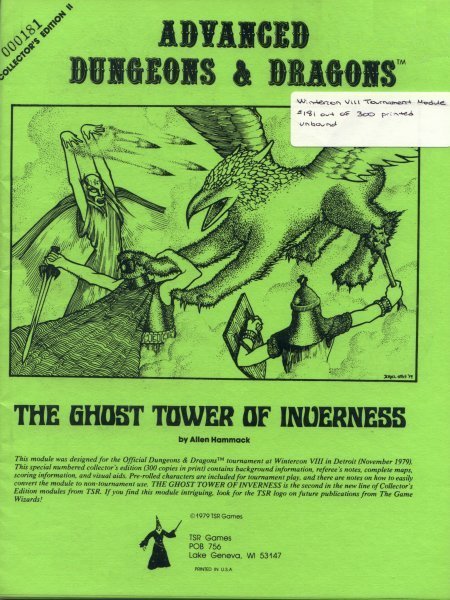 000181
COLLECTOR'S EDITION II
ADVANCED
DUNGEONS & DRAGONS™
Wintercon VIII Tournament Module
#181 out of 300 printed
unbound
THE GHOST TOWER OF INVERNESS
by Allen Hammack
This module was designed for the Official Dungeons & Dragons™ tournament at Wintercon VIII in Detroit (November 1979).
This special numbered collector's edition (300 copies in print) contains background information, referee's notes, complete maps,
scoring information, and visual aids. Pre-rolled characters are included for tournament play, and there are notes on how to easily
convert the module to non-tournament use. THE GHOST TOWER OF INVERNESS is the second in the new line of Collector's
Edition modules from TSR. If you find this module intriguing, look for the TSR logo on future publications from The Game
Wizards!
©1979 TSR Games
TSR Games
POB 756
Lake Geneva, WI 53147
PRINTED IN U.S.A.